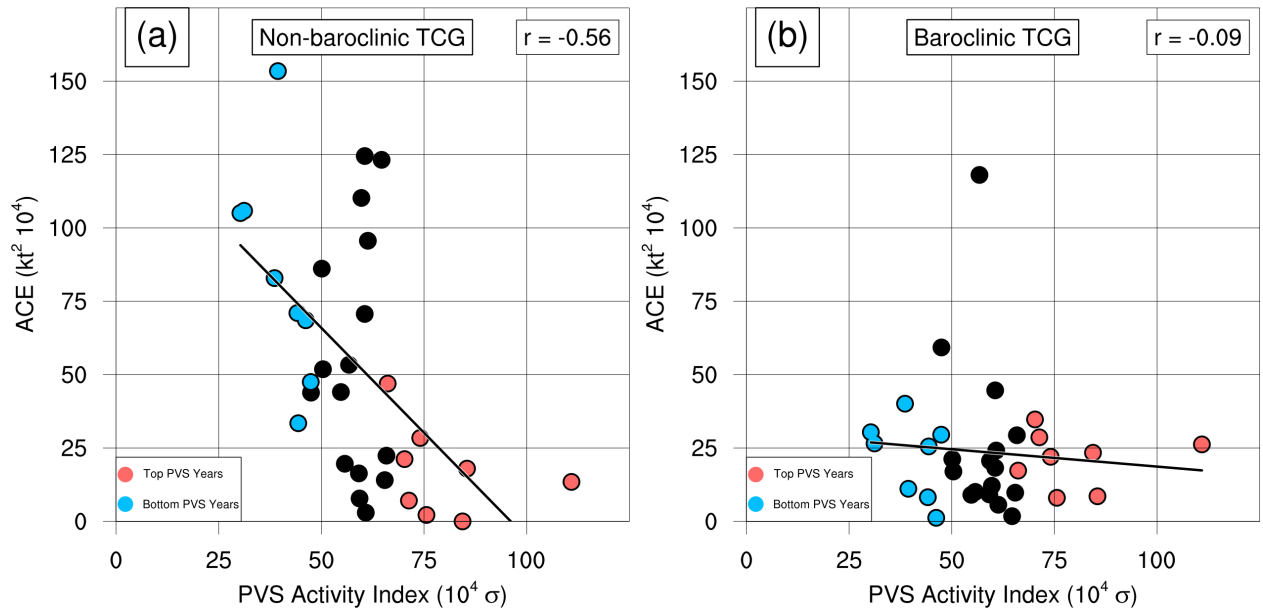 (a)
Non-baroclinic TCG
r = -0.56
150
125
100
75
50
25
0
ACE (kt² 10⁴)
Top PVS Years
Bottom PVS Years
0 25 50 75 100
PVS Activity Index (10⁴ σ)
(b)
Baroclinic TCG
r = -0.09
150
125
100
75
50
25
0
ACE (kt² 10⁴)
Top PVS Years
Bottom PVS Years
0 25 50 75 100
PVS Activity Index (10⁴ σ)